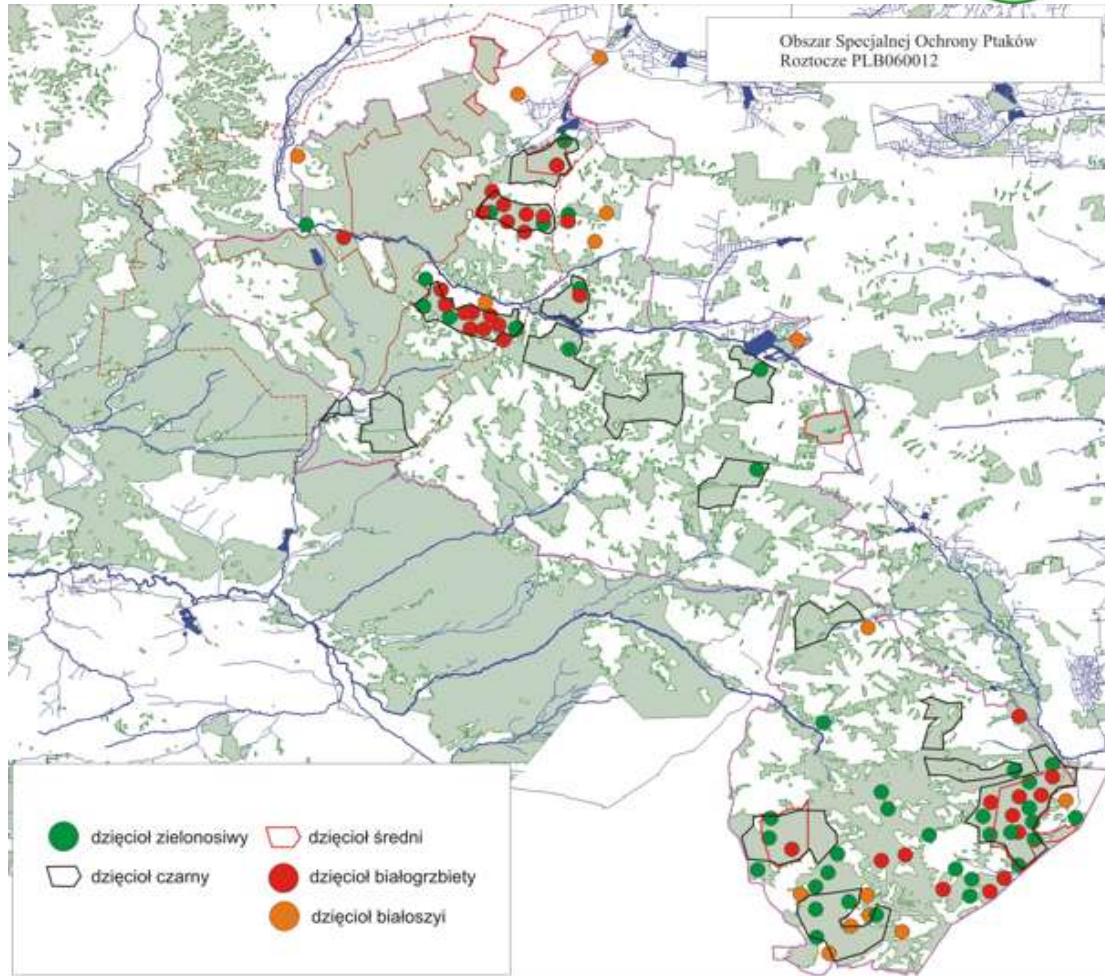 Obszar Specjalnej Ochrony Ptaków
Roztocze PLB060012
dzięcioł zielonosiwy
dzięcioł średni
dzięcioł czarny
dzięcioł białogrzbiety
dzięcioł białoszyi